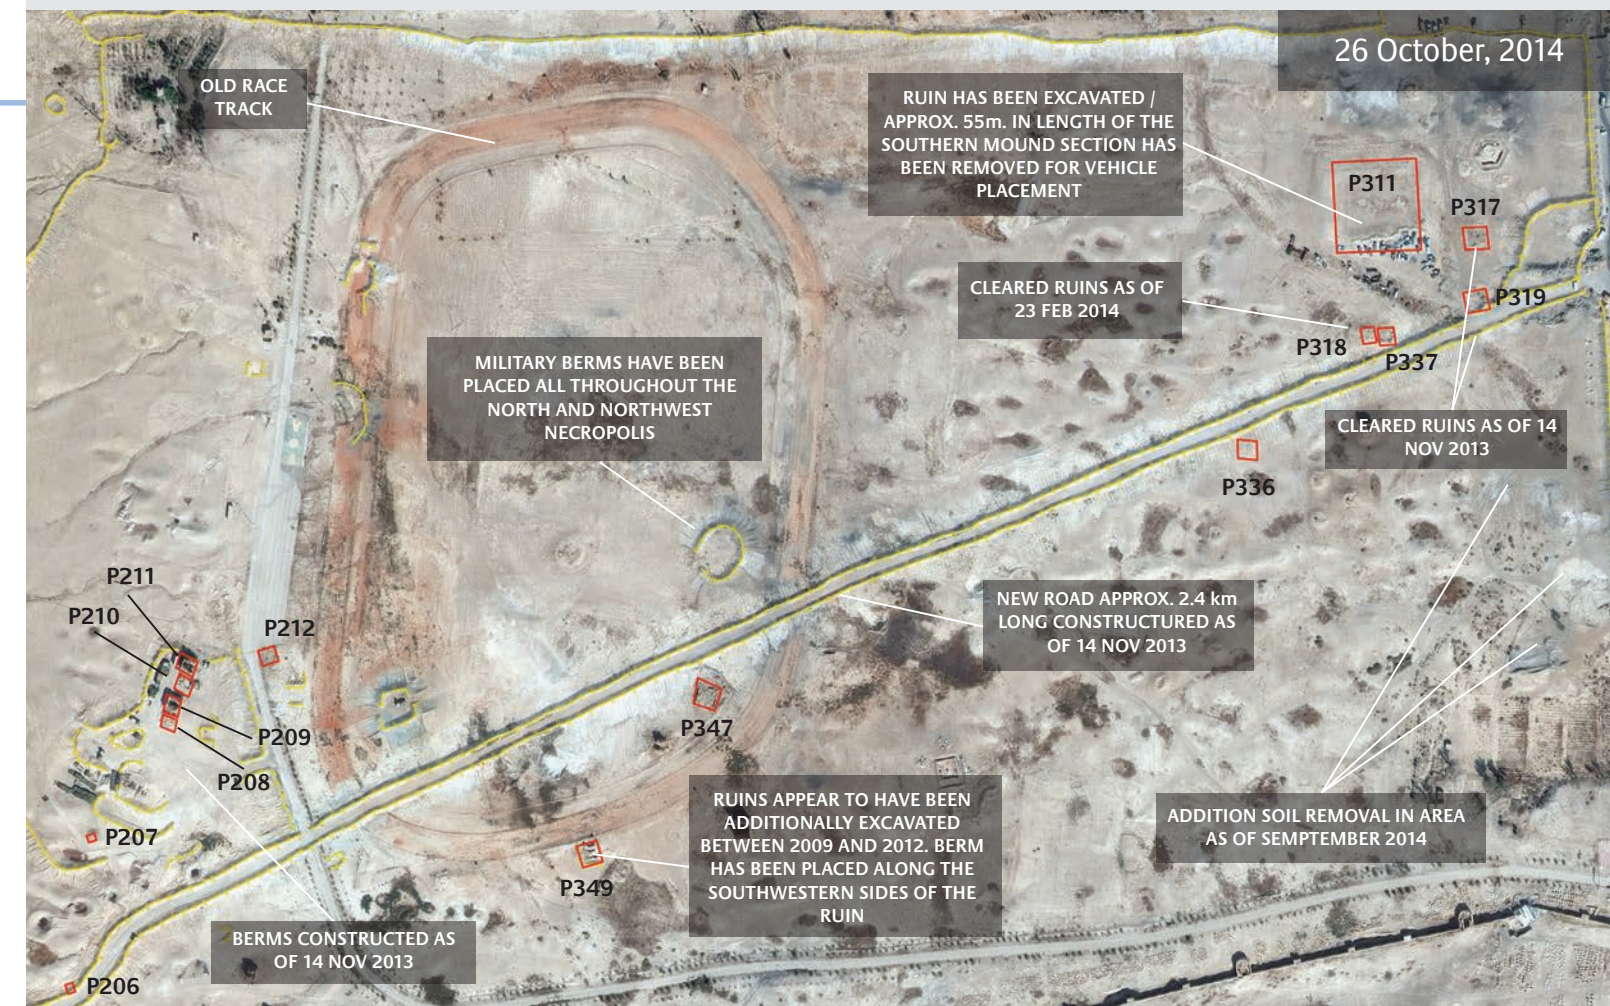 26 October, 2014
OLD RACE
TRACK
RUIN HAS BEEN EXCAVATED /
APPROX. 55m. IN LENGTH OF THE
SOUTHERN MOUND SECTION HAS
BEEN REMOVED FOR VEHICLE
PLACEMENT
P311
P317
CLEARED RUINS AS OF
23 FEB 2014
P319
P318
P337
MILITARY BERMS HAVE BEEN
PLACED ALL THROUGHOUT THE
NORTH AND NORTHWEST
NECROPOLIS
CLEARED RUINS AS OF 14
NOV 2013
P336
P211
P210
P212
NEW ROAD APPROX. 2.4 km
LONG CONSTRUCTURED AS
OF 14 NOV 2013
P347
P209
P208
P207
RUINS APPEAR TO HAVE BEEN
ADDITIONALLY EXCAVATED
BETWEEN 2009 AND 2012. BERM
HAS BEEN PLACED ALONG THE
SOUTHWESTERN SIDES OF THE
RUIN
ADDITION SOIL REMOVAL IN AREA
AS OF SEMPTEMBER 2014
P349
BERMS CONSTRUCTED AS
OF 14 NOV 2013
P206